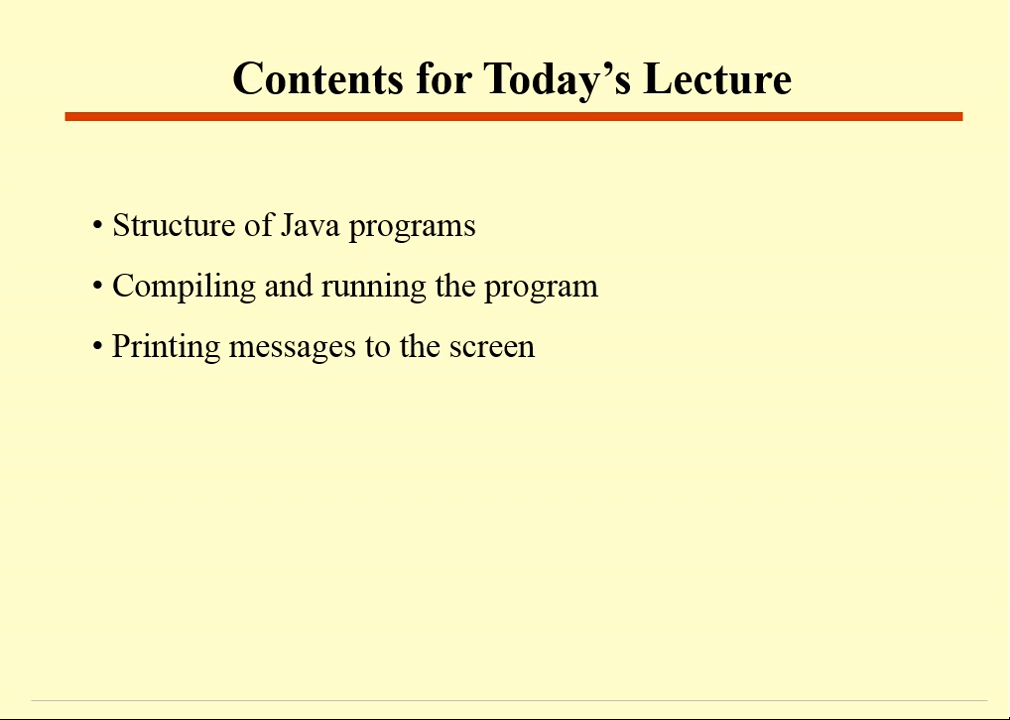 Contents for Today’s Lecture
• Structure of Java programs
• Compiling and running the program
• Printing messages to the screen